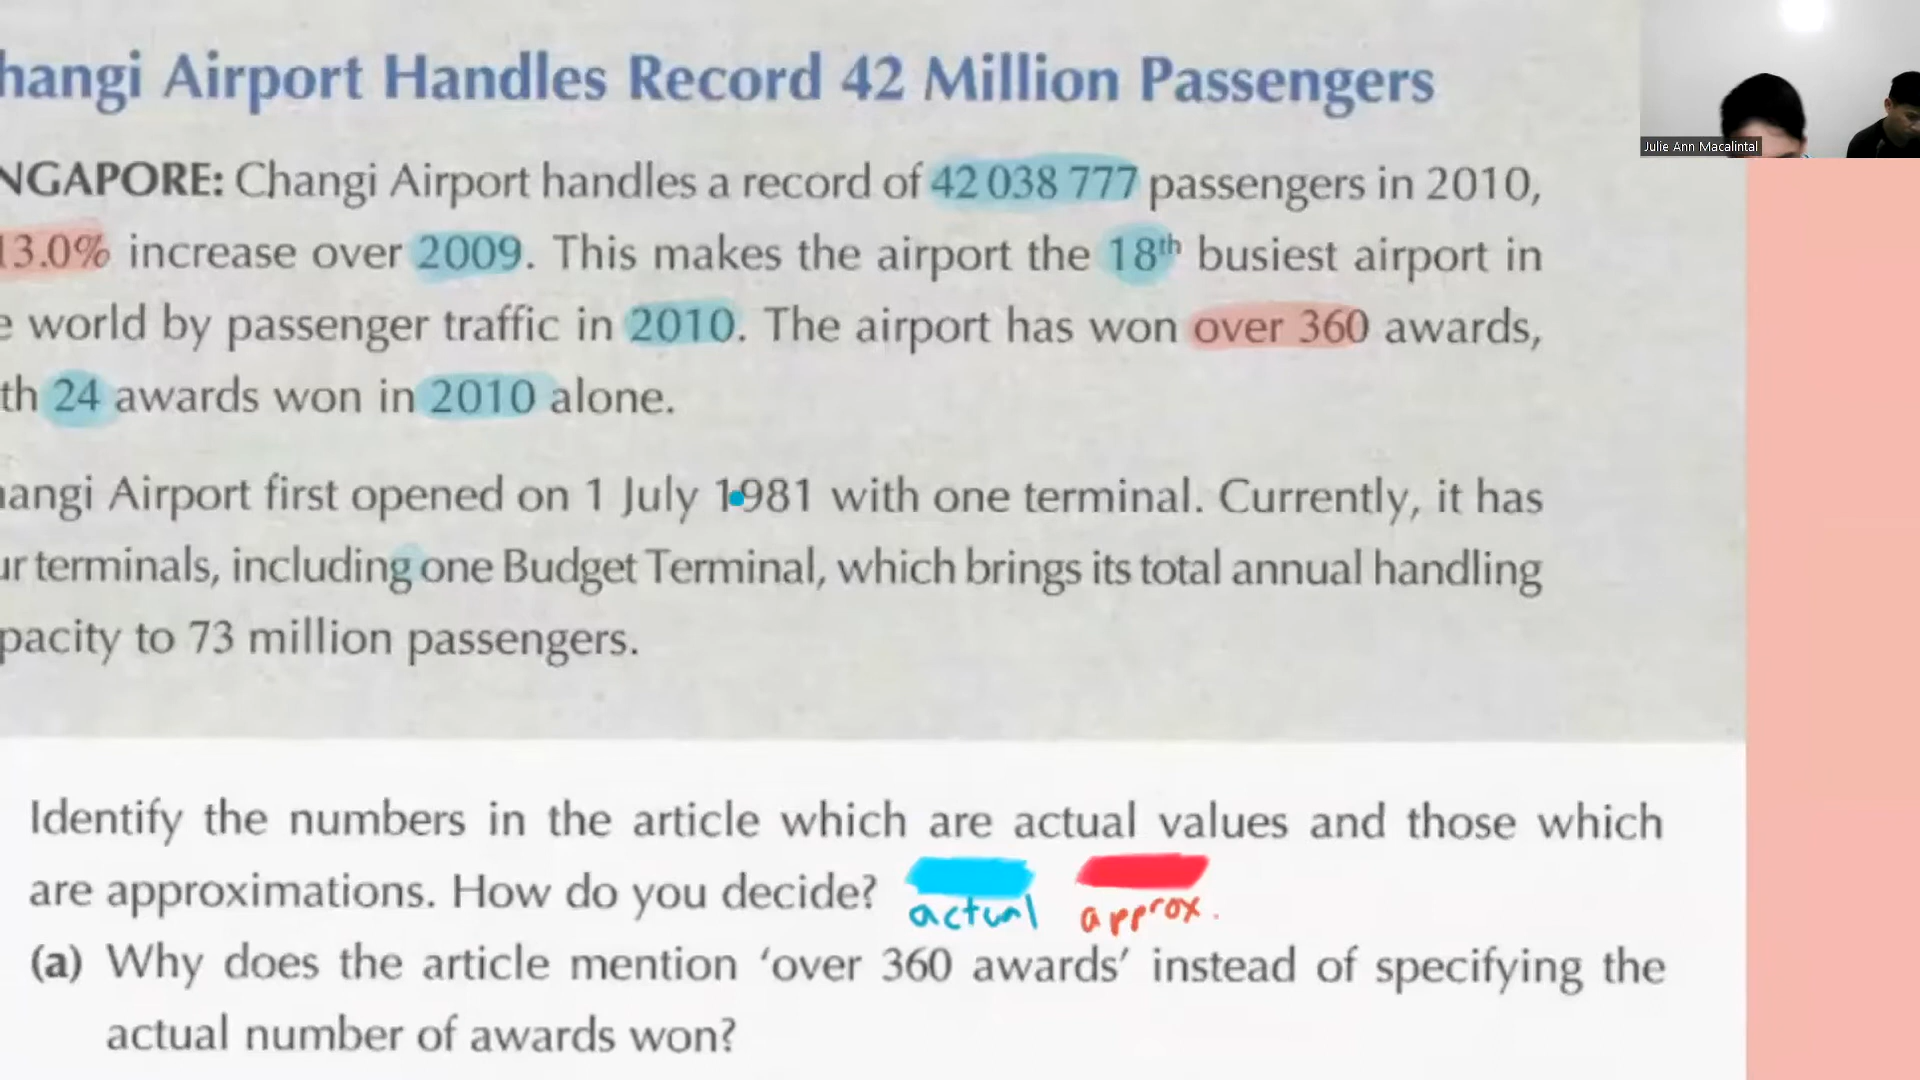 hangi Airport Handles Record 42 Million Passengers
Julie Ann Macalintal
NGAPORE: Changi Airport handles a record of 42 038 777 passengers in 2010,
13.0% increase over 2009. This makes the airport the 18th busiest airport in
e world by passenger traffic in 2010. The airport has won over 360 awards,
th 24 awards won in 2010 alone.
angi Airport first opened on 1 July 1981 with one terminal. Currently, it has
ur terminals, including one Budget Terminal, which brings its total annual handling
pacity to 73 million passengers.
Identify the numbers in the article which are actual values and those which
are approximations. How do you decide?
actual approx.
(a) Why does the article mention ‘over 360 awards’ instead of specifying the
actual number of awards won?